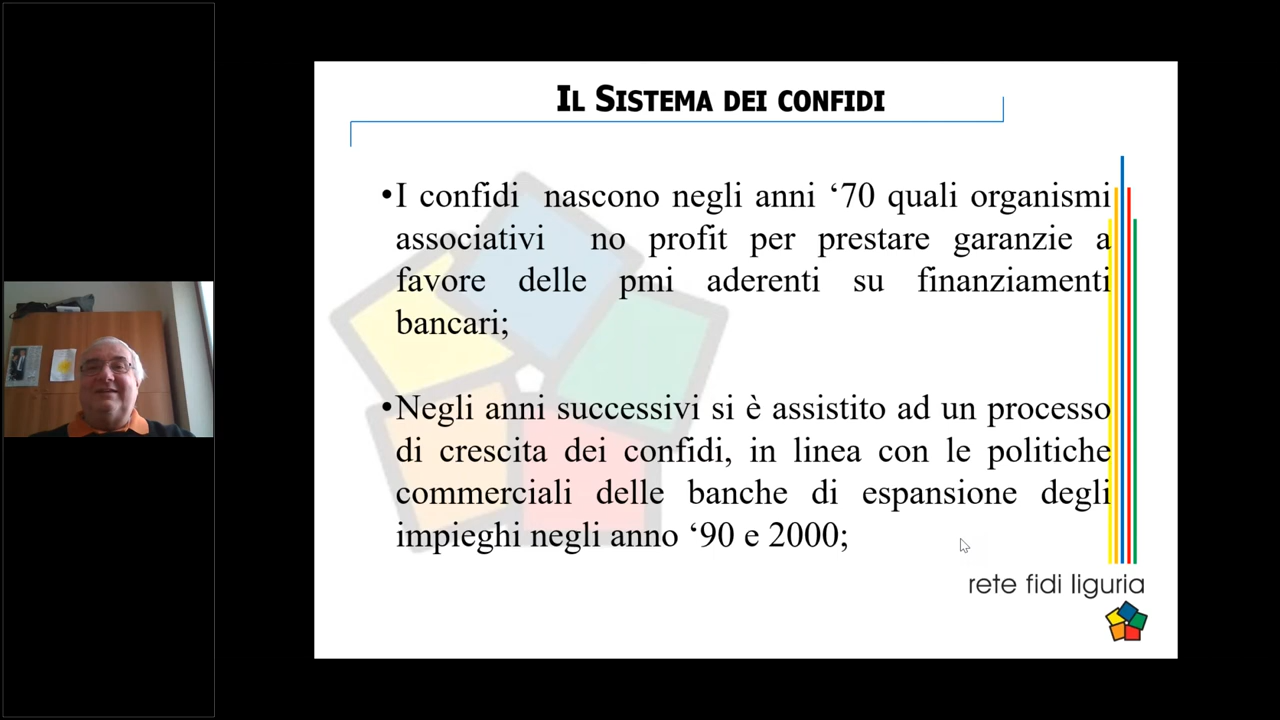 IL SISTEMA DEI CONFIDI
•I confidi nascono negli anni ‘70 quali organismi
associativi no profit per prestare garanzie a
favore delle pmi aderenti su finanziamenti
bancari;
•Negli anni successivi si è assistito ad un processo
di crescita dei confidi, in linea con le politiche
commerciali delle banche di espansione degli
impieghi negli anno ‘90 e 2000;
rete fidi liguria